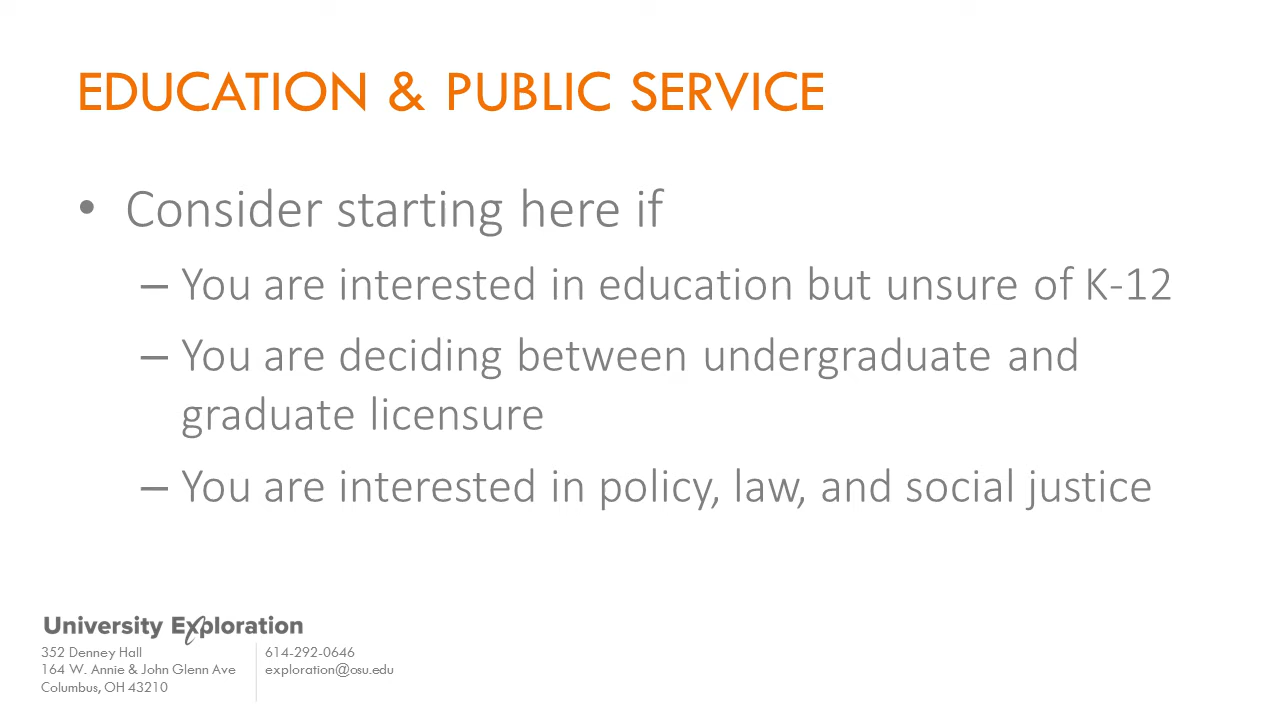 EDUCATION & PUBLIC SERVICE
• Consider starting here if
– You are interested in education but unsure of K-12
– You are deciding between undergraduate and
graduate licensure
– You are interested in policy, law, and social justice
University Exploration
352 Denney Hall
164 W. Annie & John Glenn Ave
Columbus, OH 43210
614-292-0646
exploration@osu.edu